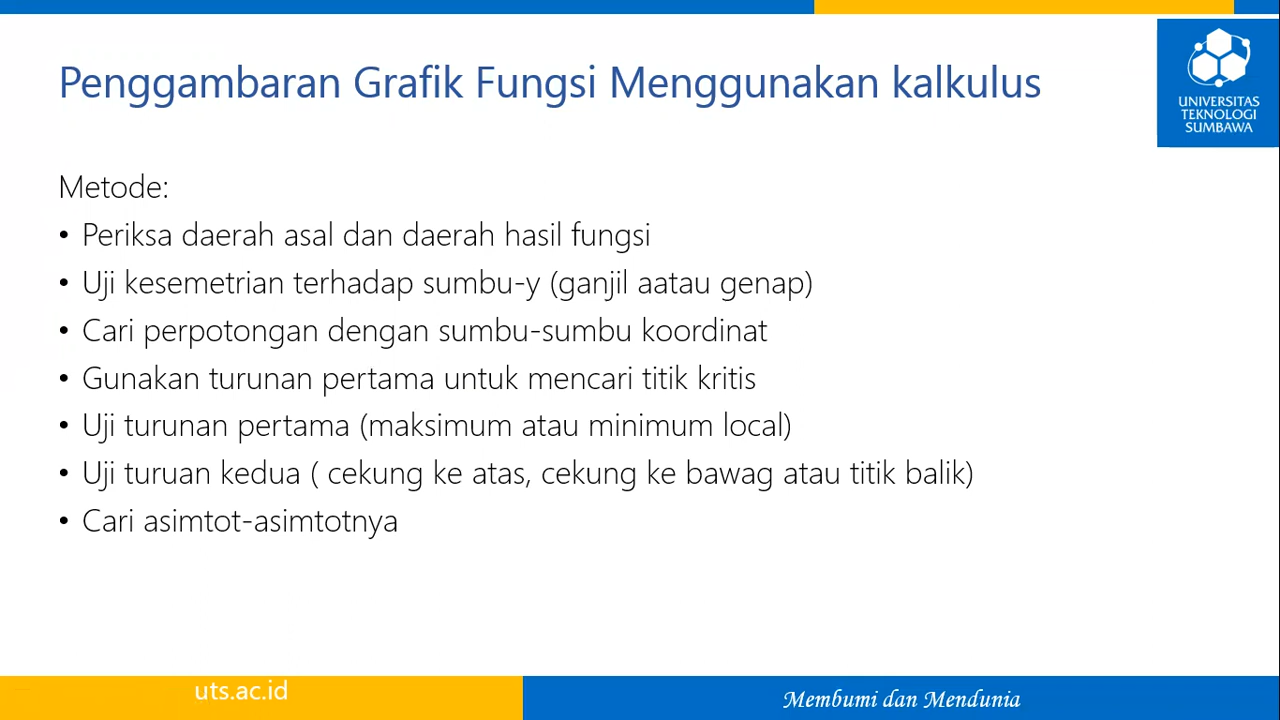 Penggambaran Grafik Fungsi Menggunakan kalkulus
UNIVERSITAS
TEKNOLOGI
SUMBAWA
Metode:
• Periksa daerah asal dan daerah hasil fungsi
• Uji kesemetrian terhadap sumbu-y (ganjil aatau genap)
• Cari perpotongan dengan sumbu-sumbu koordinat
• Gunakan turunan pertama untuk mencari titik kritis
• Uji turunan pertama (maksimum atau minimum local)
• Uji turuan kedua ( cekung ke atas, cekung ke bawag atau titik balik)
• Cari asimtot-asimtotnya
uts.ac.id
Membumi dan Mendunia